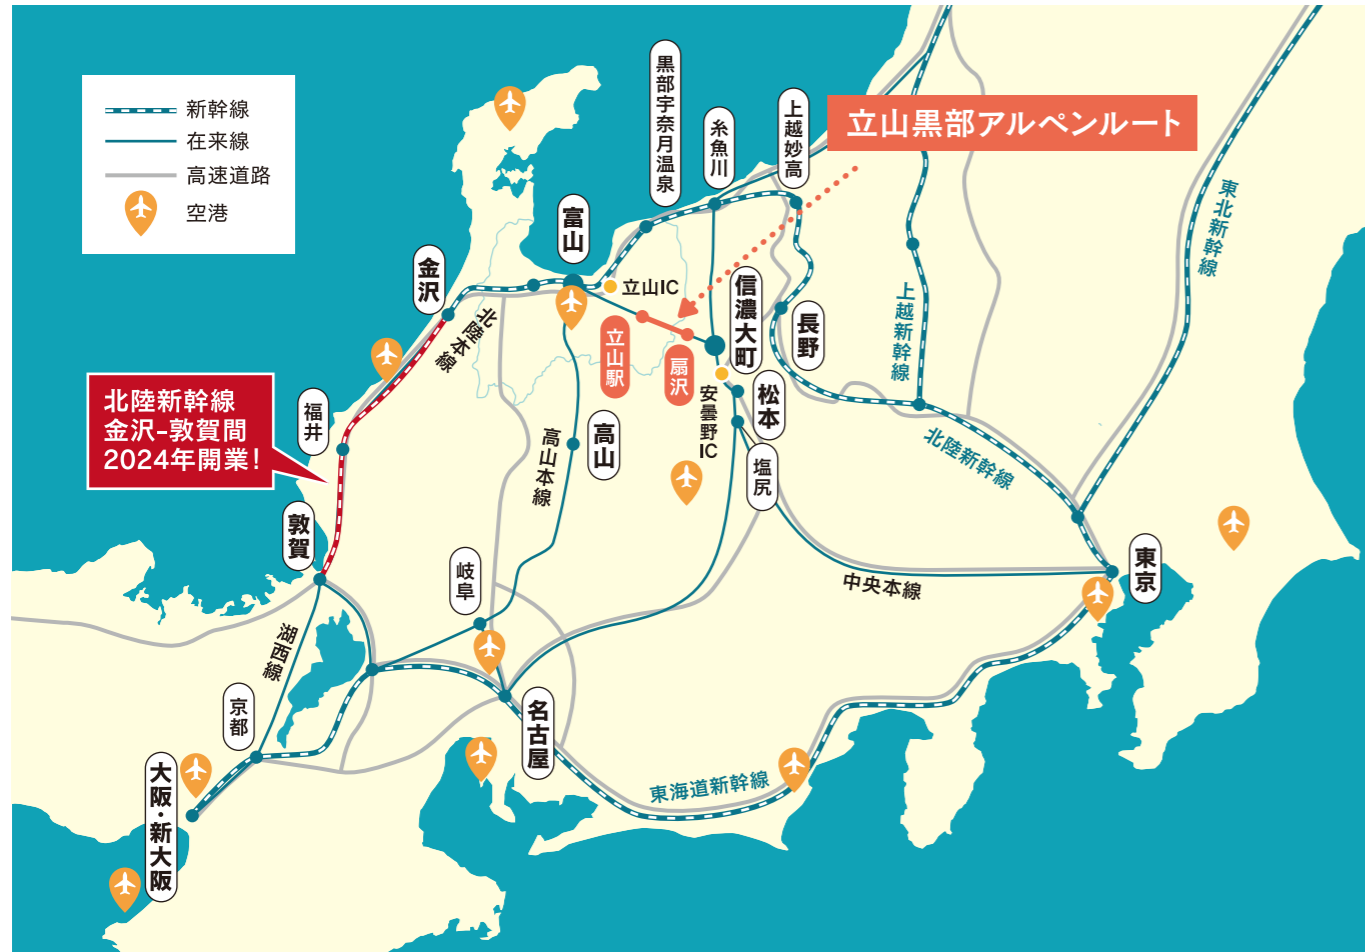 新幹線
在来線
高速道路
空港
黒部宇奈月温泉
糸魚川
上越妙高
立山黒部アルペンルート
東北新幹線
富山
金沢
立山IC
信濃大町
上越新幹線
北陸本線
長野
立山駅
扇沢
安曇野IC
松本
北陸新幹線
金沢-敦賀間
2024年開業!
福井
高山本線
高山
塩尻
北陸新幹線
敦賀
岐阜
中央本線
東京
湖西線
京都
名古屋
大阪・新大阪
東海道新幹線